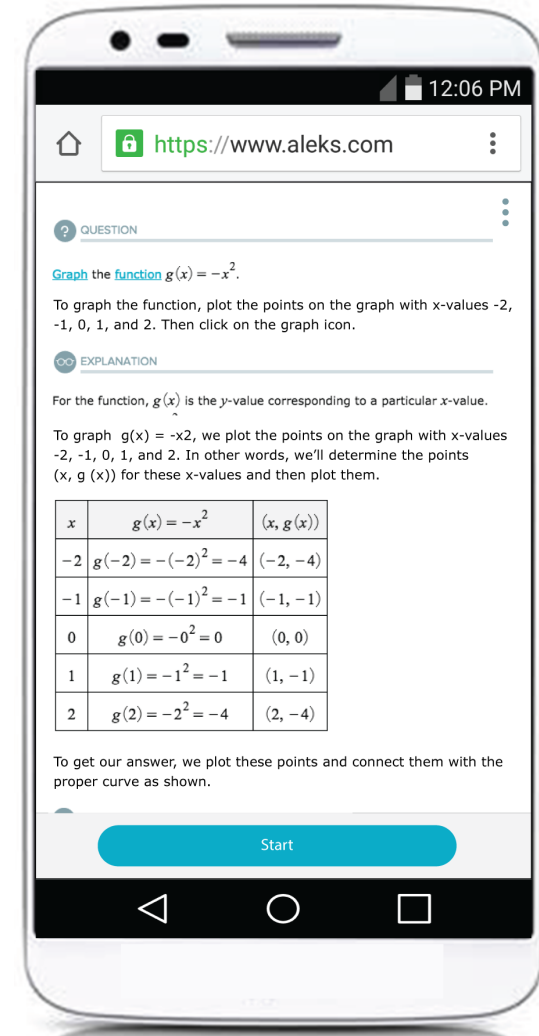 12:06 PM
https://www.aleks.com
? QUESTION
Graph the function g(x) = −x².
To graph the function, plot the points on the graph with x-values -2,
-1, 0, 1, and 2. Then click on the graph icon.
EXPLANATION
For the function, g(x) is the y-value corresponding to a particular x-value.
To graph g(x) = -x2, we plot the points on the graph with x-values
-2, -1, 0, 1, and 2. In other words, we'll determine the points
(x, g (x)) for these x-values and then plot them.
x g(x) = −x² (x, g(x))
−2 g(−2) = −(−2)² = −4 (−2, −4)
−1 g(−1) = −(−1)² = −1 (−1, −1)
0 g(0) = −0² = 0 (0, 0)
1 g(1) = −1² = −1 (1, −1)
2 g(2) = −2² = −4 (2, −4)
To get our answer, we plot these points and connect them with the
proper curve as shown.
Start